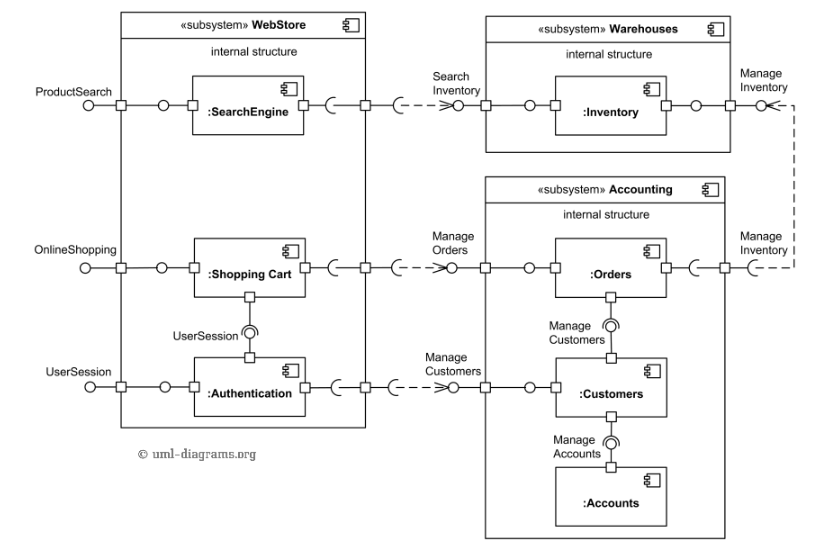 «subsystem» WebStore
internal structure
ProductSearch
:SearchEngine
Search
Inventory
«subsystem» Warehouses
internal structure
:Inventory
Manage
Inventory
OnlineShopping
:Shopping Cart
UserSession
UserSession
:Authentication
Manage
Orders
Manage
Customers
«subsystem» Accounting
internal structure
:Orders
Manage
Inventory
Manage
Customers
:Customers
Manage
Accounts
:Accounts
© uml-diagrams.org